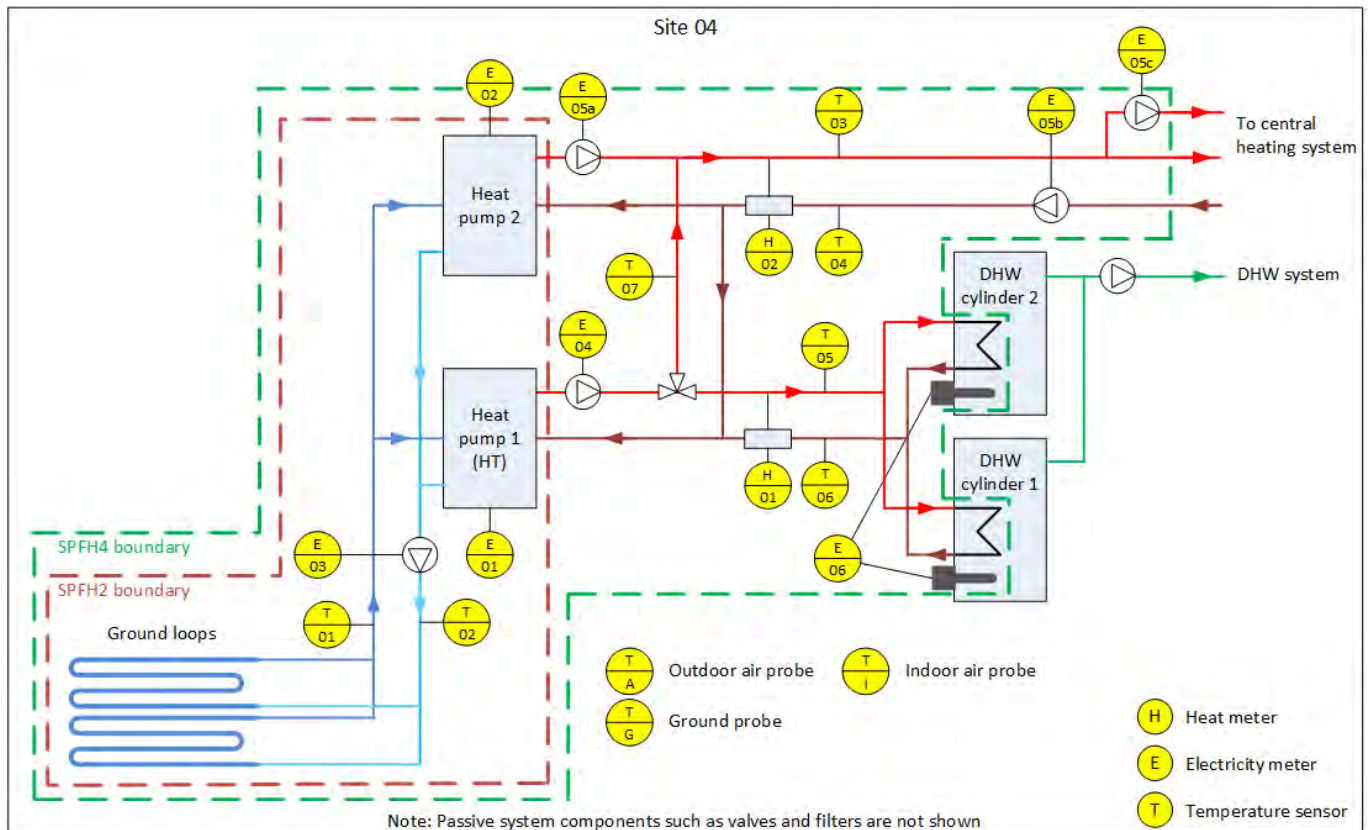 Site 04
E
05c
E
02
E
05a
T
03
E
05b
To central
heating system
Heat
pump 2
H
02
T
04
T
07
DHW
cylinder 2
DHW system
E
04
T
05
Heat
pump 1
(HT)
H
01
T
06
DHW
cylinder 1
SPFH4 boundary
E
03
E
01
E
06
SPFH2 boundary
Ground loops
T
01
T
02
T
A
Outdoor air probe
T
I
Indoor air probe
T
G
Ground probe
H
Heat meter
E
Electricity meter
T
Temperature sensor
Note: Passive system components such as valves and filters are not shown